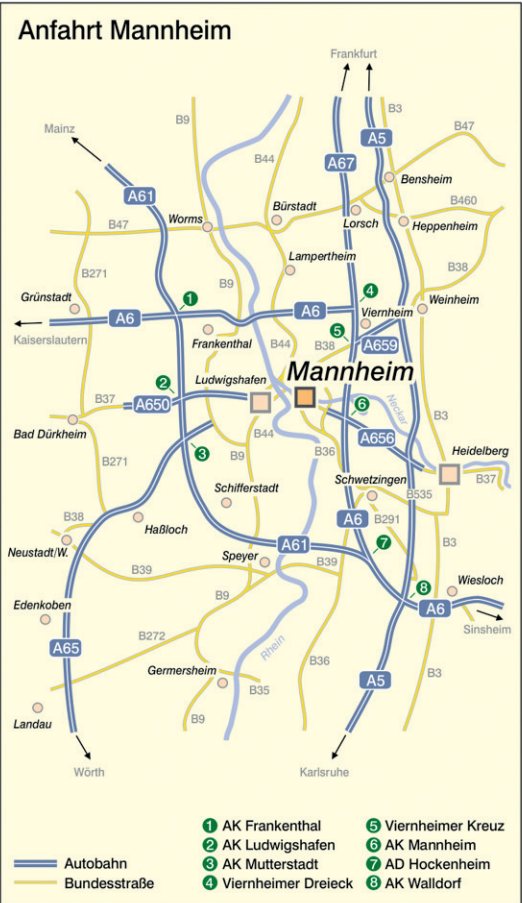 Anfahrt Mannheim
Frankfurt
B3
B9
A5
Mainz
B44
B47
A67
Bensheim
A61
B460
B47
Worms
Bürstadt
Lorsch
Heppenheim
B271
Lampertheim
B38
B9
Grünstadt
1
4
A6
A6
Viernheim
Weinheim
Kaiserslautern
Frankenthal
B44
5
B38
A659
Ludwigshafen
Mannheim
2
Neckar
B37
A650
6
B3
Bad Dürkheim
B44
A656
Heidelberg
3
B9
B36
B271
Schwetzingen
B37
Schifferstadt
B535
B38
Haßloch
A6
B291
Neustadt/W.
A61
7
B3
Speyer
B39
B39
8
Wiesloch
B9
A6
Edenkoben
Sinsheim
A65
B272
Rhein
B36
Germersheim
B35
A5
B3
Landau
B9
Wörth
Karlsruhe
1 AK Frankenthal
2 AK Ludwigshafen
3 AK Mutterstadt
4 Viernheimer Dreieck
5 Viernheimer Kreuz
6 AK Mannheim
7 AD Hockenheim
8 AK Walldorf
Autobahn
Bundesstraße